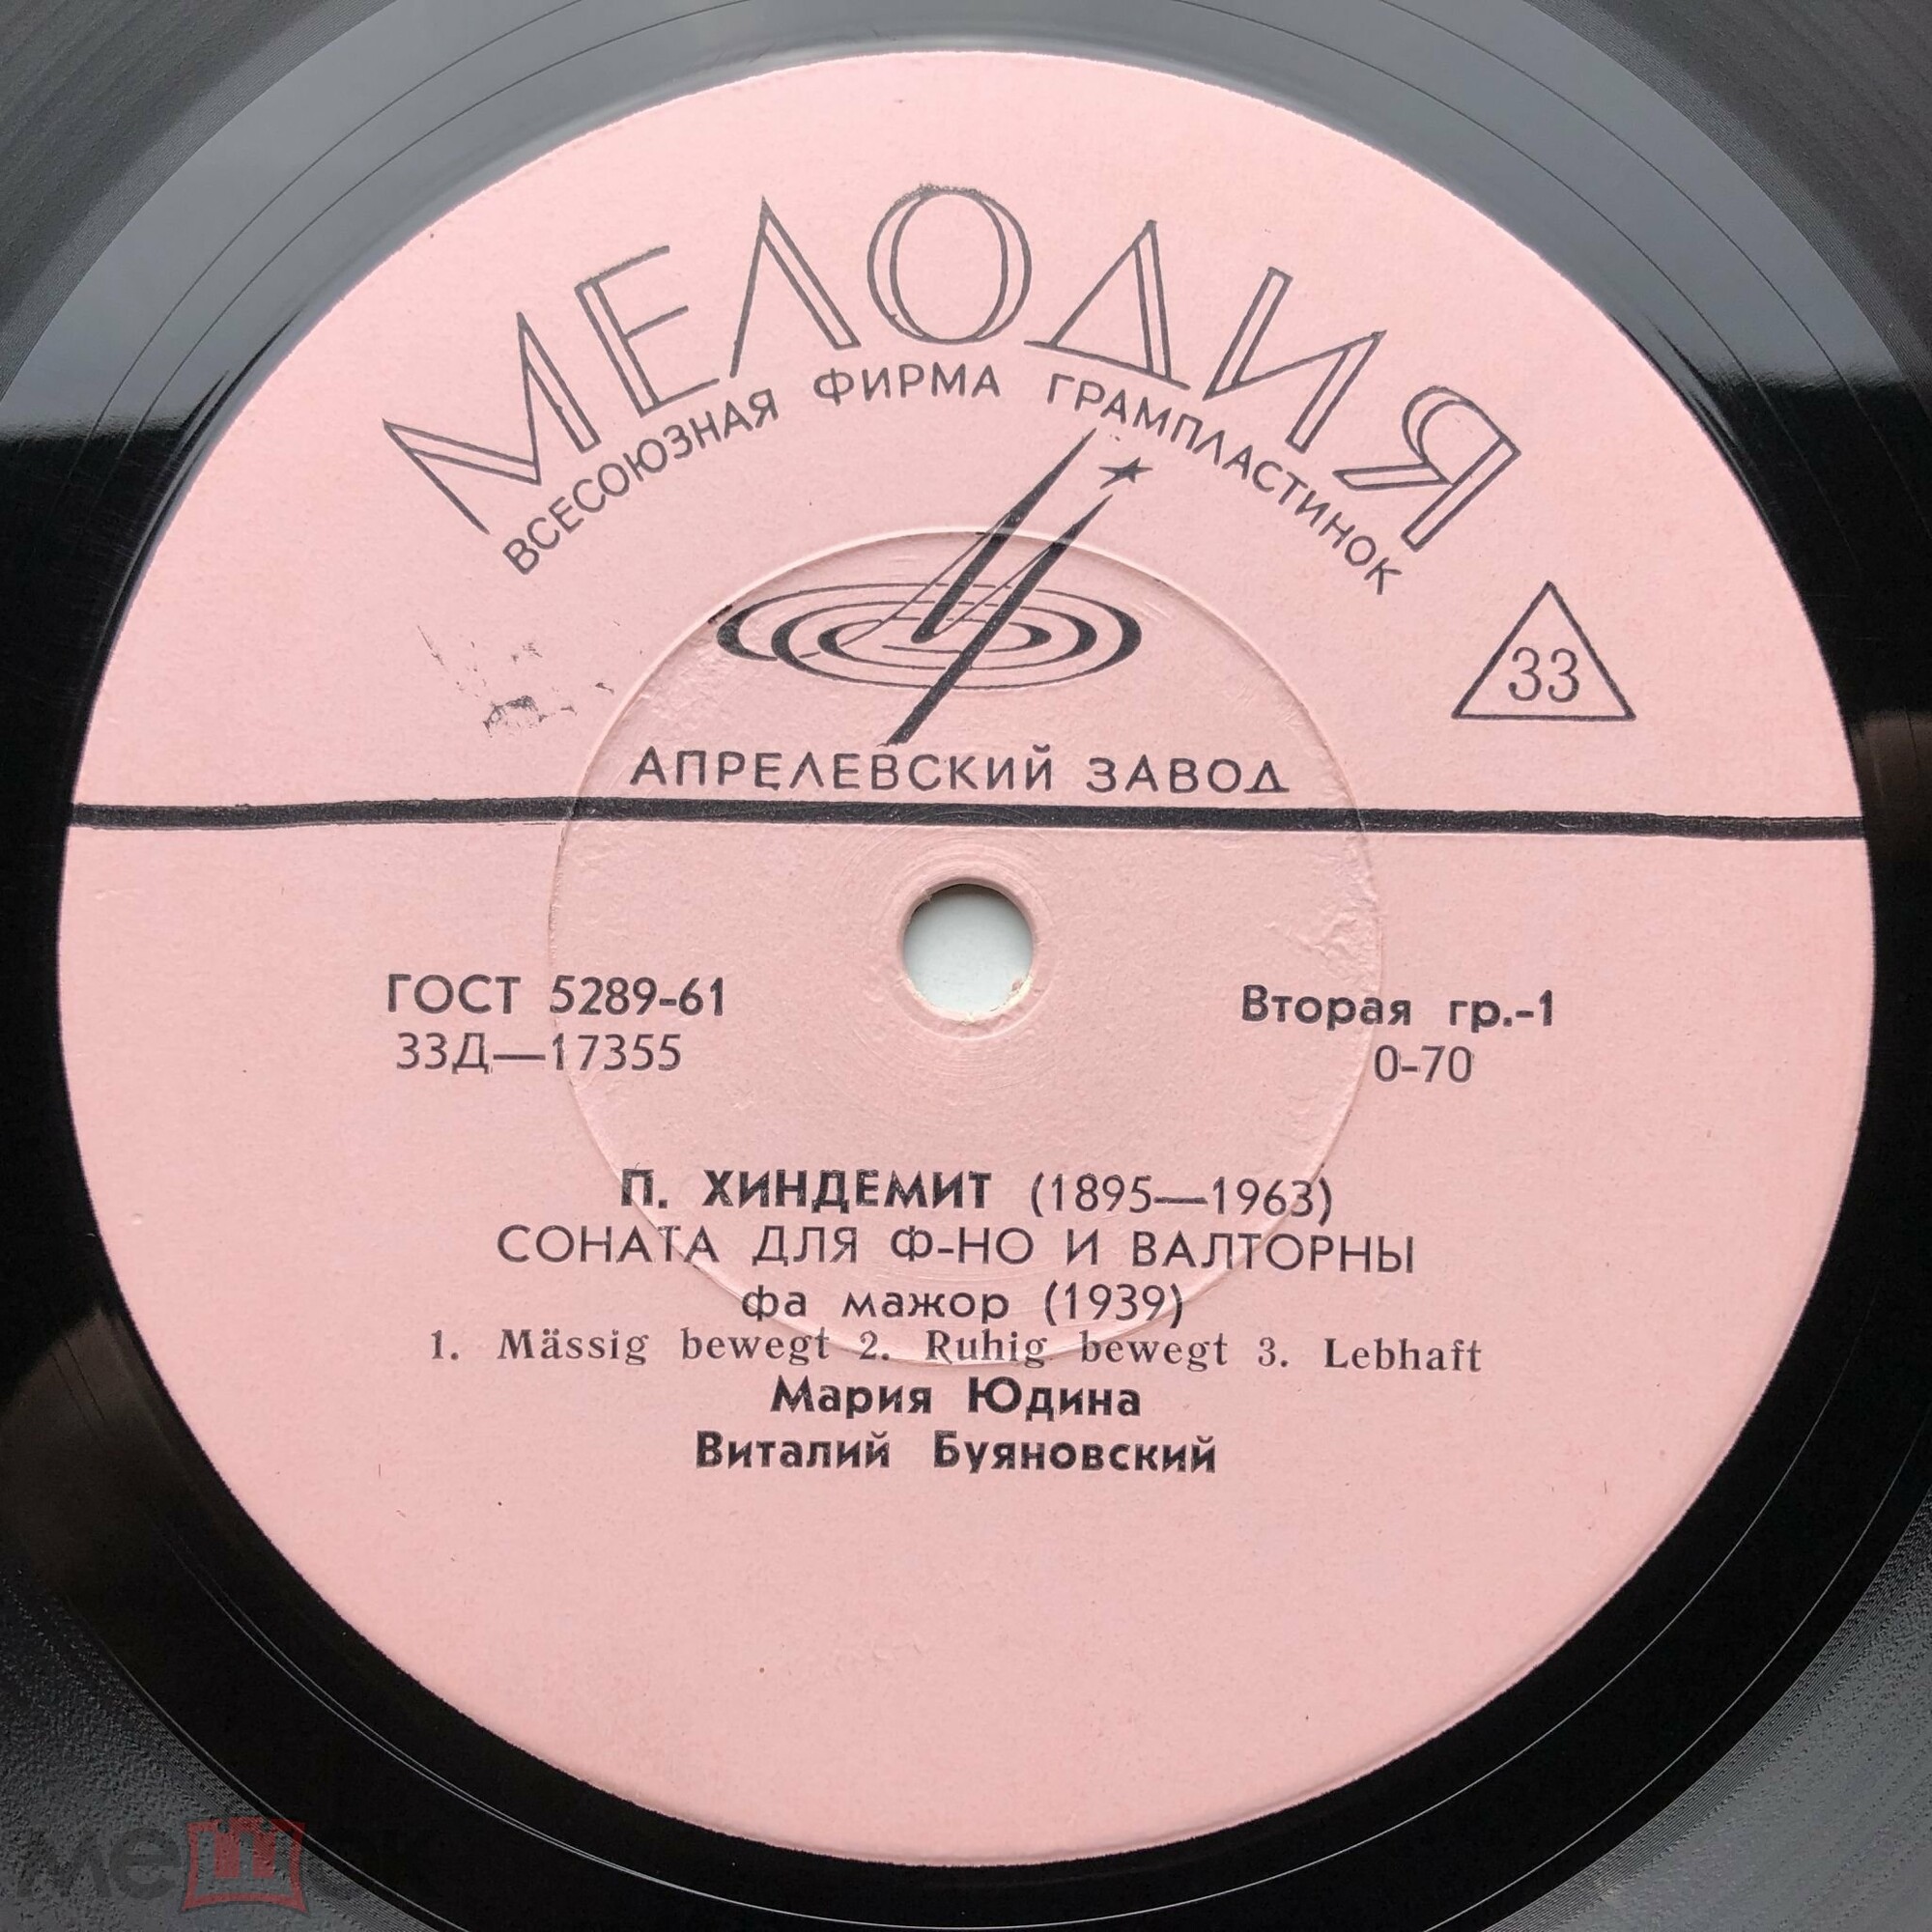 МЕЛОДИЯ
ВСЕСОЮЗНАЯ ФИРМА ГРАМПЛАСТИНОК
33
АПРЕЛЕВСКИЙ ЗАВОД
ГОСТ 5289-61
Вторая гр.-1
33Д—17355
0-70
П. ХИНДЕМИТ (1895—1963)
СОНАТА ДЛЯ Ф-НО И ВАЛТОРНЫ
фа мажор (1939)
1. Mässig bewegt 2. Ruhig bewegt 3. Lebhaft
Мария Юдина
Виталий Буяновский
мешок